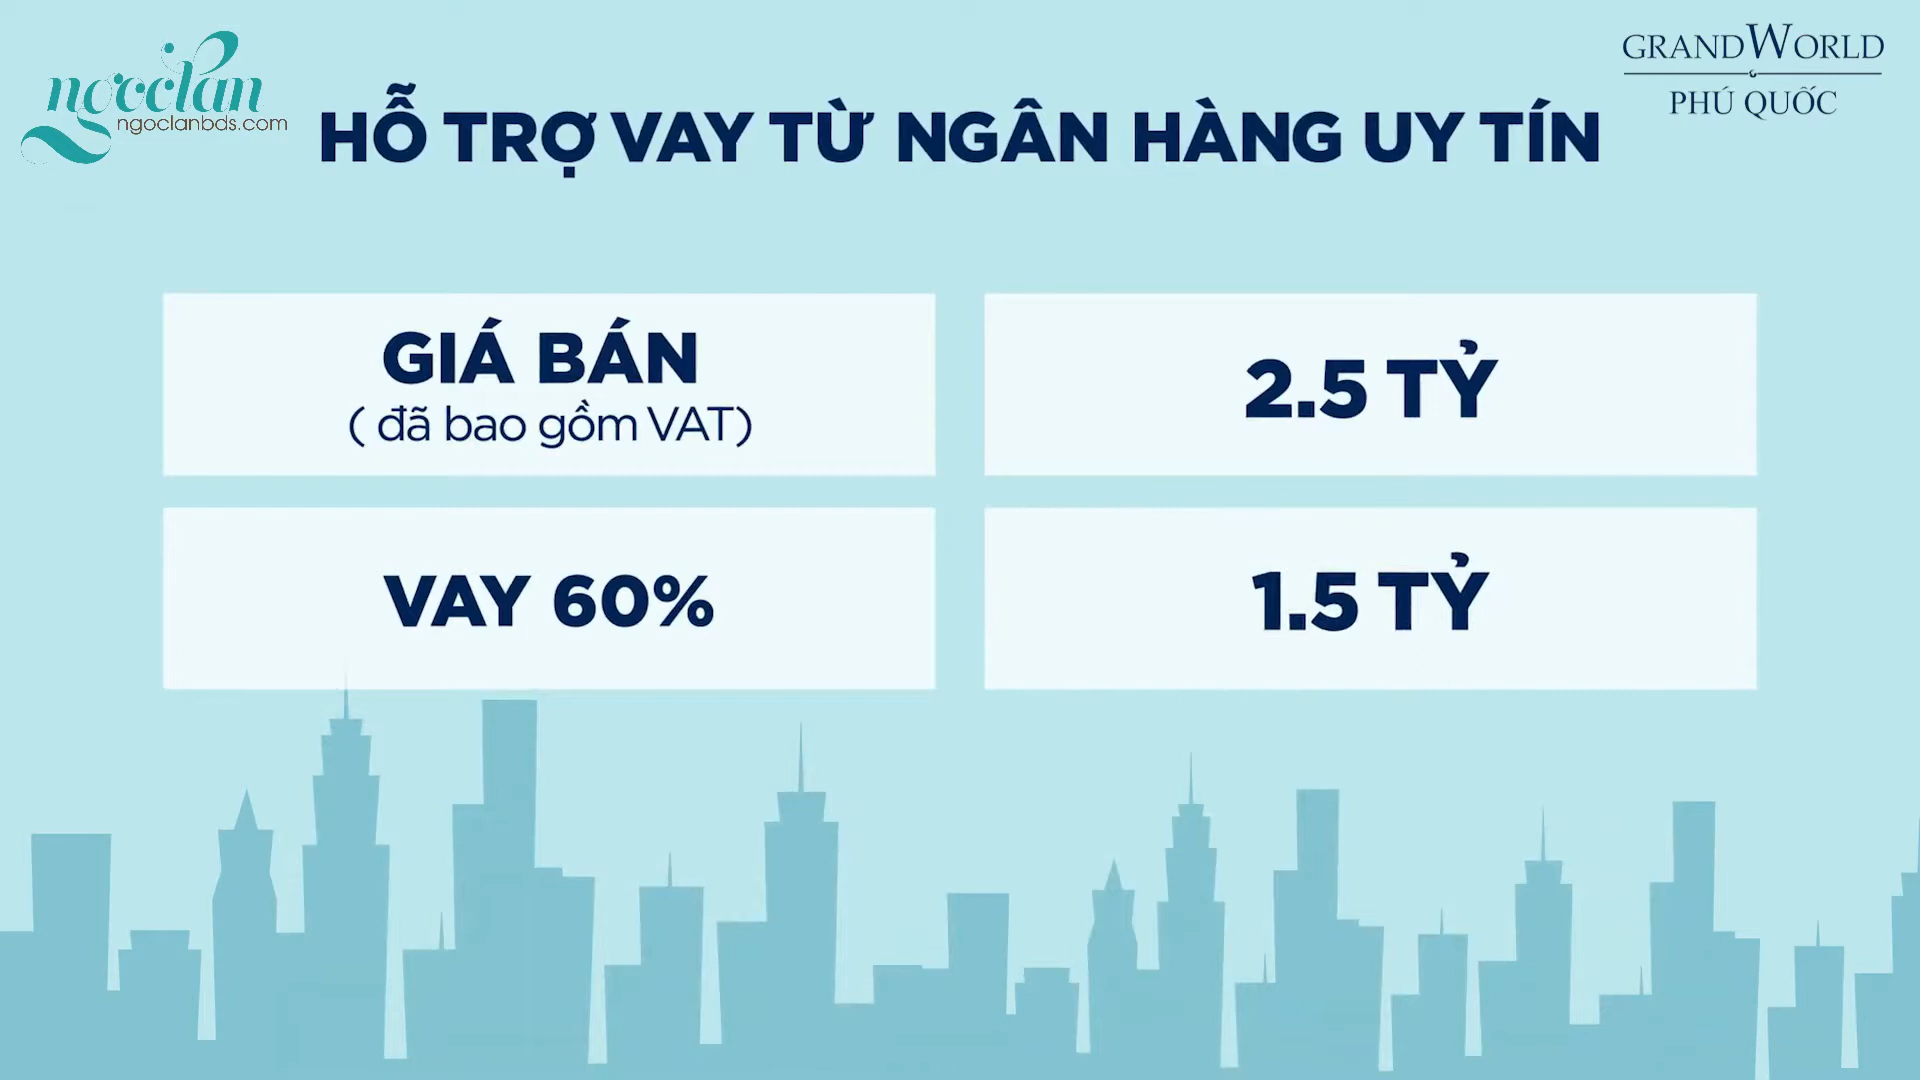 ngọclan
ngoclanbds.com
GRANDWORLD
PHÚ QUỐC
HỖ TRỢ VAY TỪ NGÂN HÀNG UY TÍN
GIÁ BÁN
( đã bao gồm VAT)
2.5 TỶ
VAY 60%
1.5 TỶ